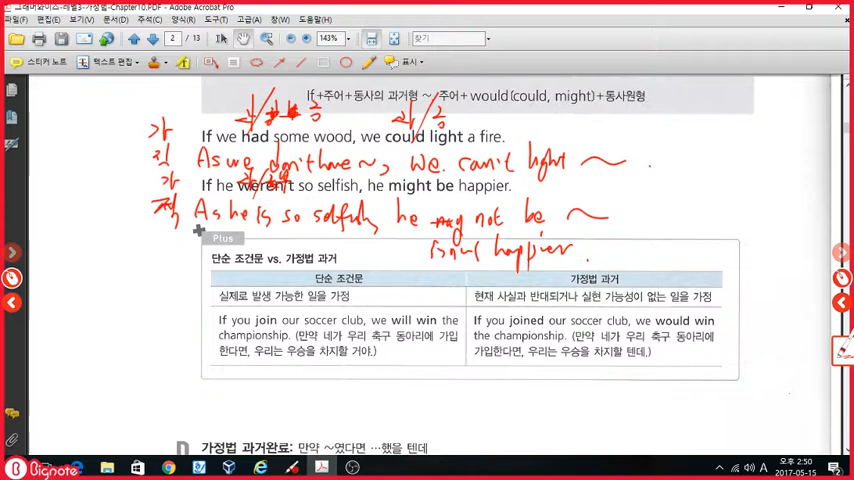 그래머와이즈-레벨3-가정법-Chapter10.PDF - Adobe Acrobat Pro
파일(F) 편집(E) 보기(V) 문서(D) 주석(C) 양식(R) 도구(T) 고급(A) 창(W) 도움말(H)
2 / 13 143% 찾기
스티커 노트 텍스트 편집 표시
If+주어+동사의 과거형 ~ 주어+would(could, might)+동사원형
If we had some wood, we could light a fire.
As we don't have ~, we can't light ~ .
If he weren't so selfish, he might be happier.
As he is so selfish, he not be ~
happier.
Plus
단순 조건문 vs. 가정법 과거
단순 조건문 가정법 과거
실제로 발생 가능한 일을 가정 현재 사실과 반대되거나 실현 가능성이 없는 일을 가정
If you join our soccer club, we will win the If you joined our soccer club, we would win
championship. (만약 네가 우리 축구 동아리에 가입 the championship. (만약 네가 우리 축구 동아리에
한다면, 우리는 우승을 차지할 거야.) 가입한다면, 우리는 우승을 차지할 텐데.)
D 가정법 과거완료: 만약 ~였다면 …했을 텐데
Bignote
A 오후 2:50
2017-05-15
2